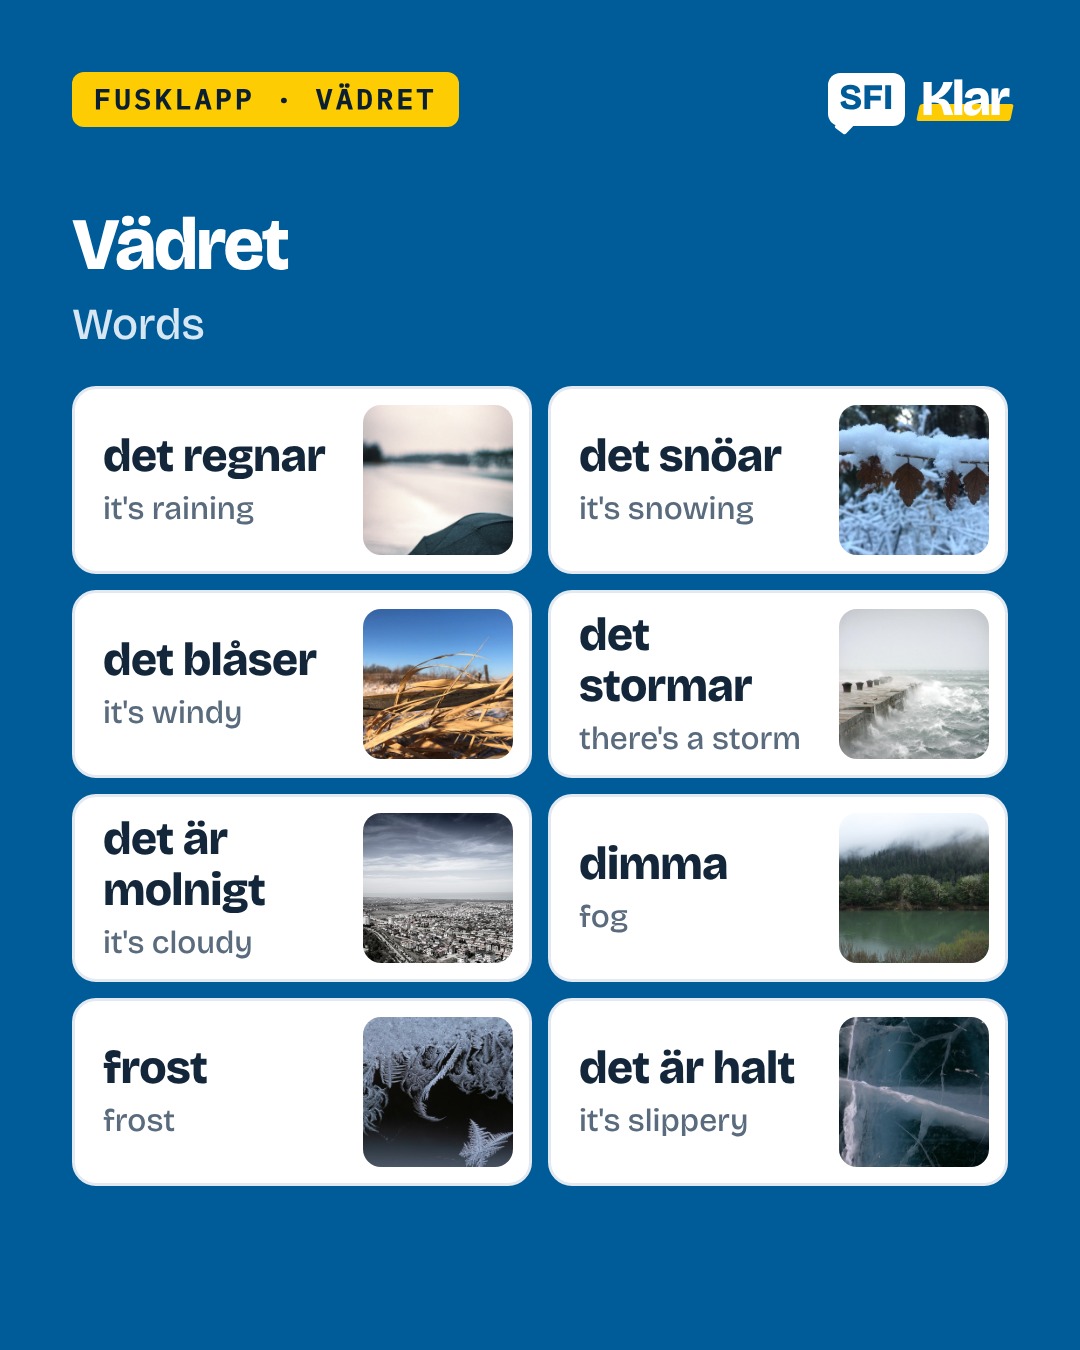 FUSKLAPP · VÄDRET
SFI Klar
Vädret
Words
det regnar
it's raining
det snöar
it's snowing
det blåser
it's windy
det
stormar
there's a storm
det är
molnigt
it's cloudy
dimma
fog
frost
frost
det är halt
it's slippery